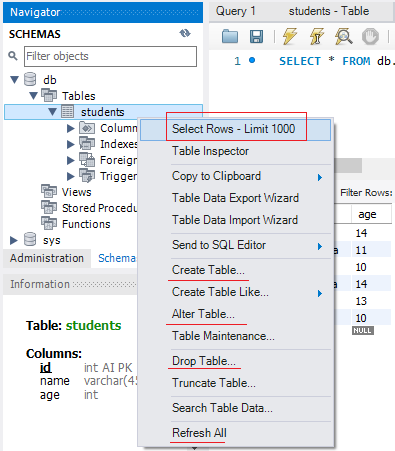 Navigator
SCHEMAS
Filter objects
db
Tables
students
Column
Indexes
Foreig
Trigger
Views
Stored Procedu
Functions
sys
Administration Schem
Information
Table: students
Columns:
id int AI PK
name varchar(45
age int
Query 1 students - Table
1 SELECT * FROM db.
Select Rows - Limit 1000
Table Inspector
Copy to Clipboard
Table Data Export Wizard
Table Data Import Wizard
Send to SQL Editor
Create Table...
Create Table Like...
Alter Table...
Table Maintenance...
Drop Table...
Truncate Table...
Search Table Data...
Refresh All
Filter Rows:
age
14
11
10
14
13
10
NULL